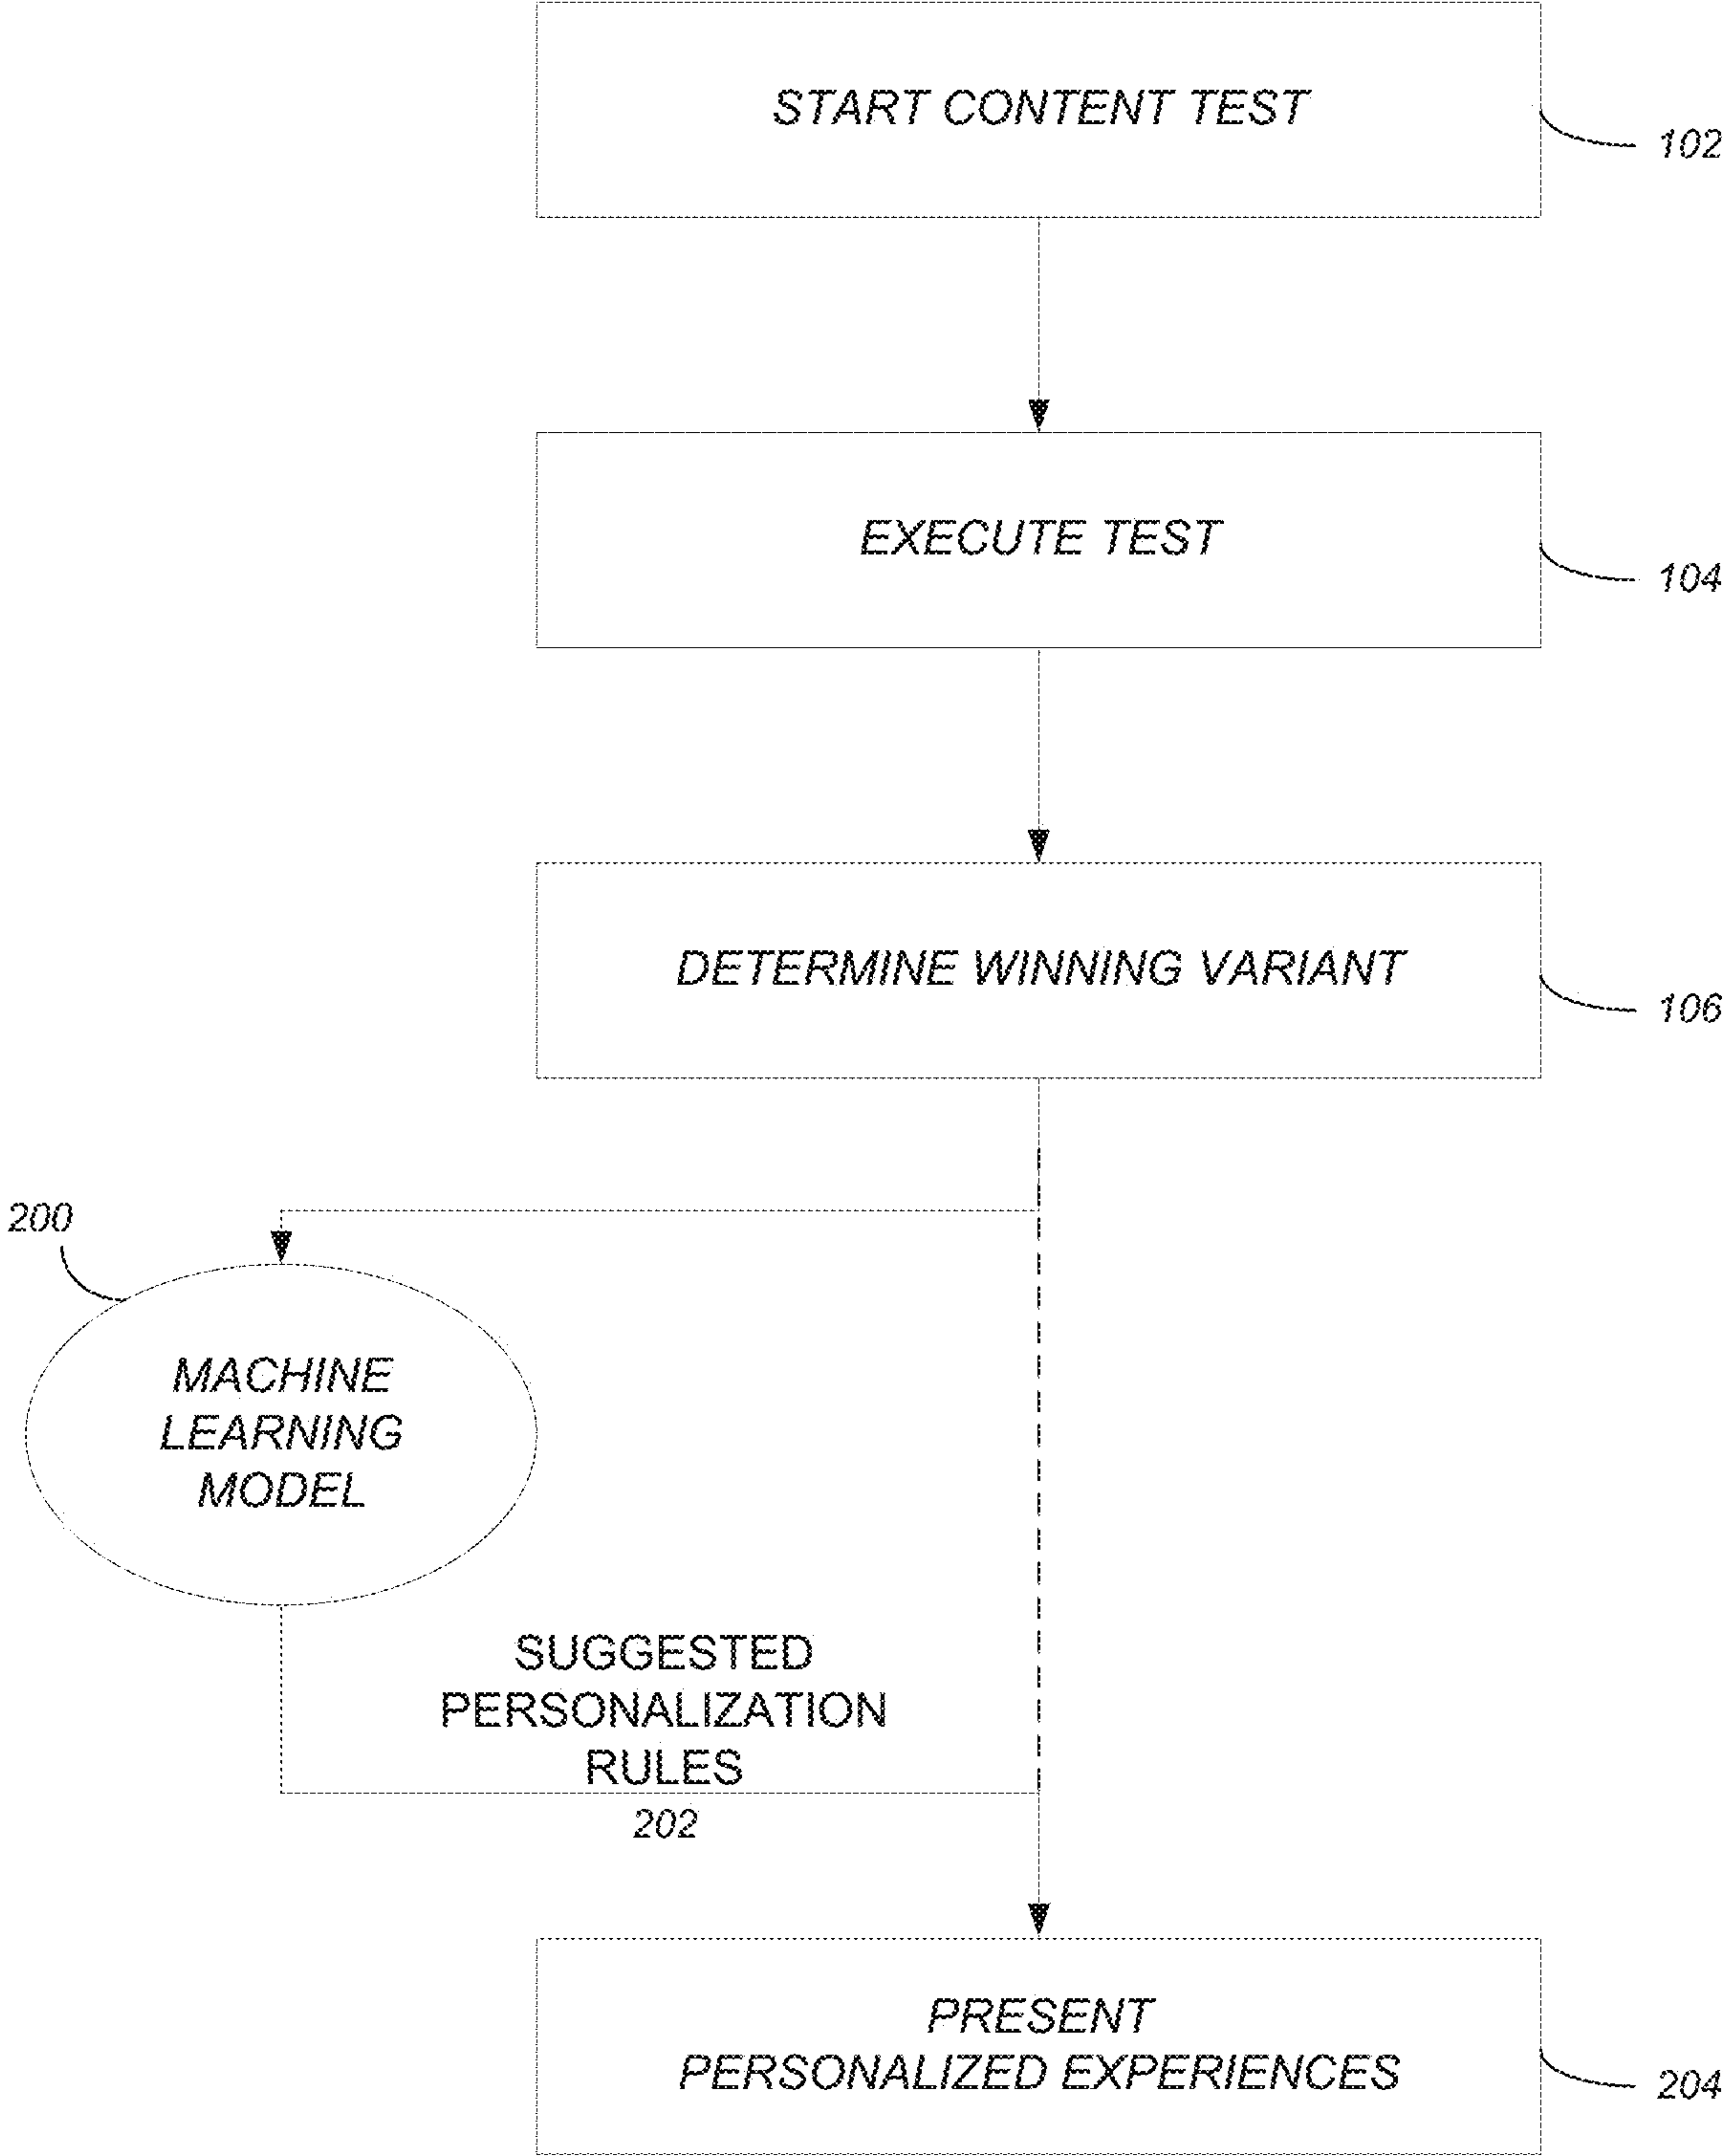 START CONTENT TEST
102
EXECUTE TEST
104
DETERMINE WINNING VARIANT
106
200
MACHINE
LEARNING
MODEL
SUGGESTED
PERSONALIZATION
RULES
202
PRESENT
PERSONALIZED EXPERIENCES
204